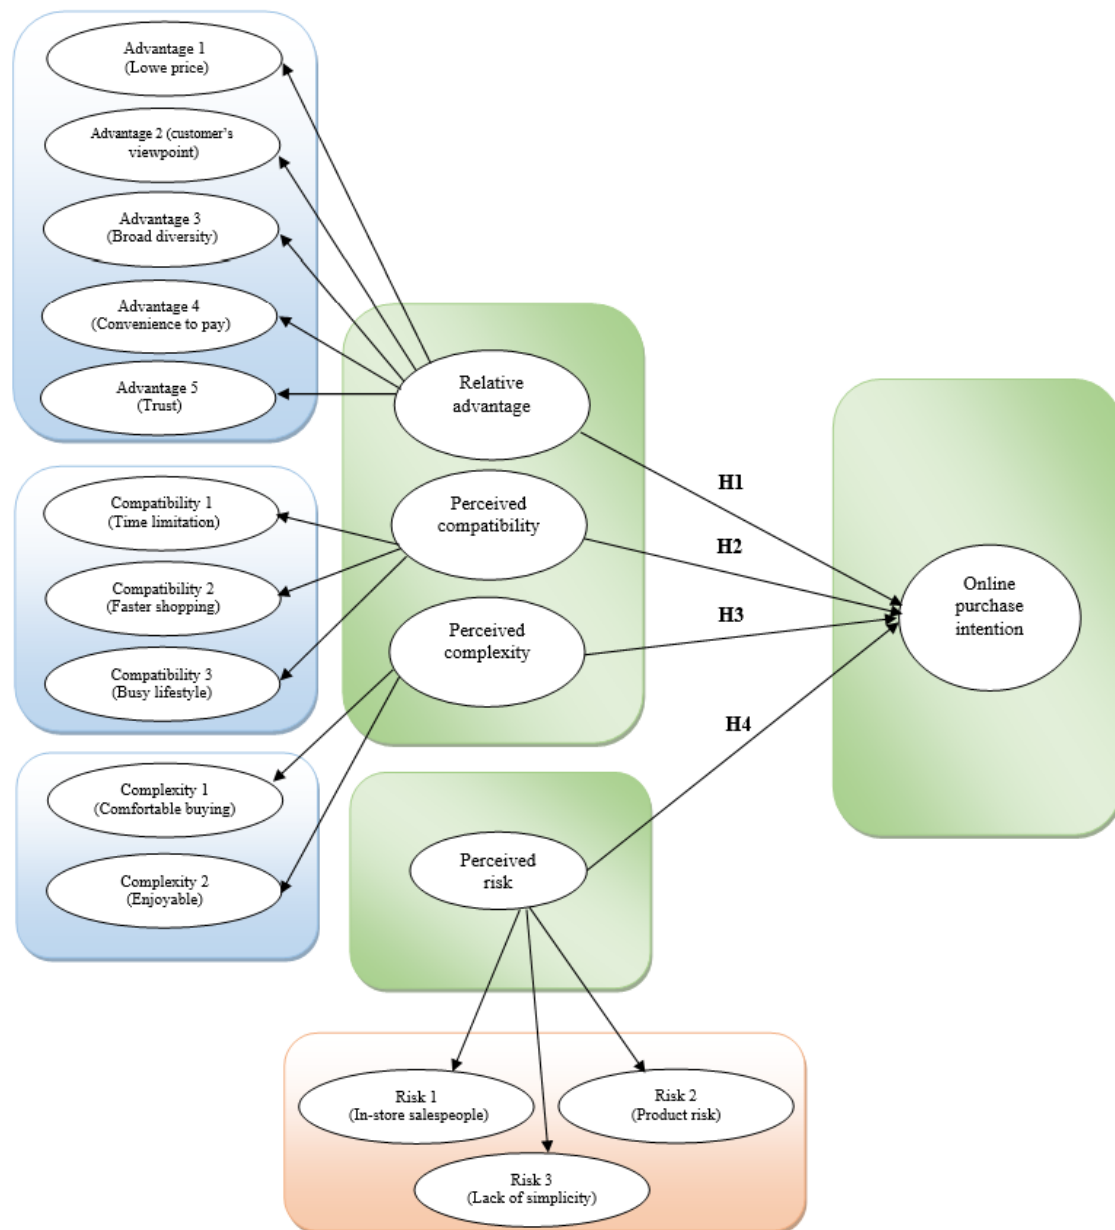 Advantage 1
(Lowe price)
Advantage 2 (customer's
viewpoint)
Advantage 3
(Broad diversity)
Advantage 4
(Convenience to pay)
Advantage 5
(Trust)
Relative
advantage
Compatibility 1
(Time limitation)
Compatibility 2
(Faster shopping)
Compatibility 3
(Busy lifestyle)
Perceived
compatibility
Perceived
complexity
H1
H2
H3
H4
Online
purchase
intention
Complexity 1
(Comfortable buying)
Complexity 2
(Enjoyable)
Perceived
risk
Risk 1
(In-store salespeople)
Risk 2
(Product risk)
Risk 3
(Lack of simplicity)